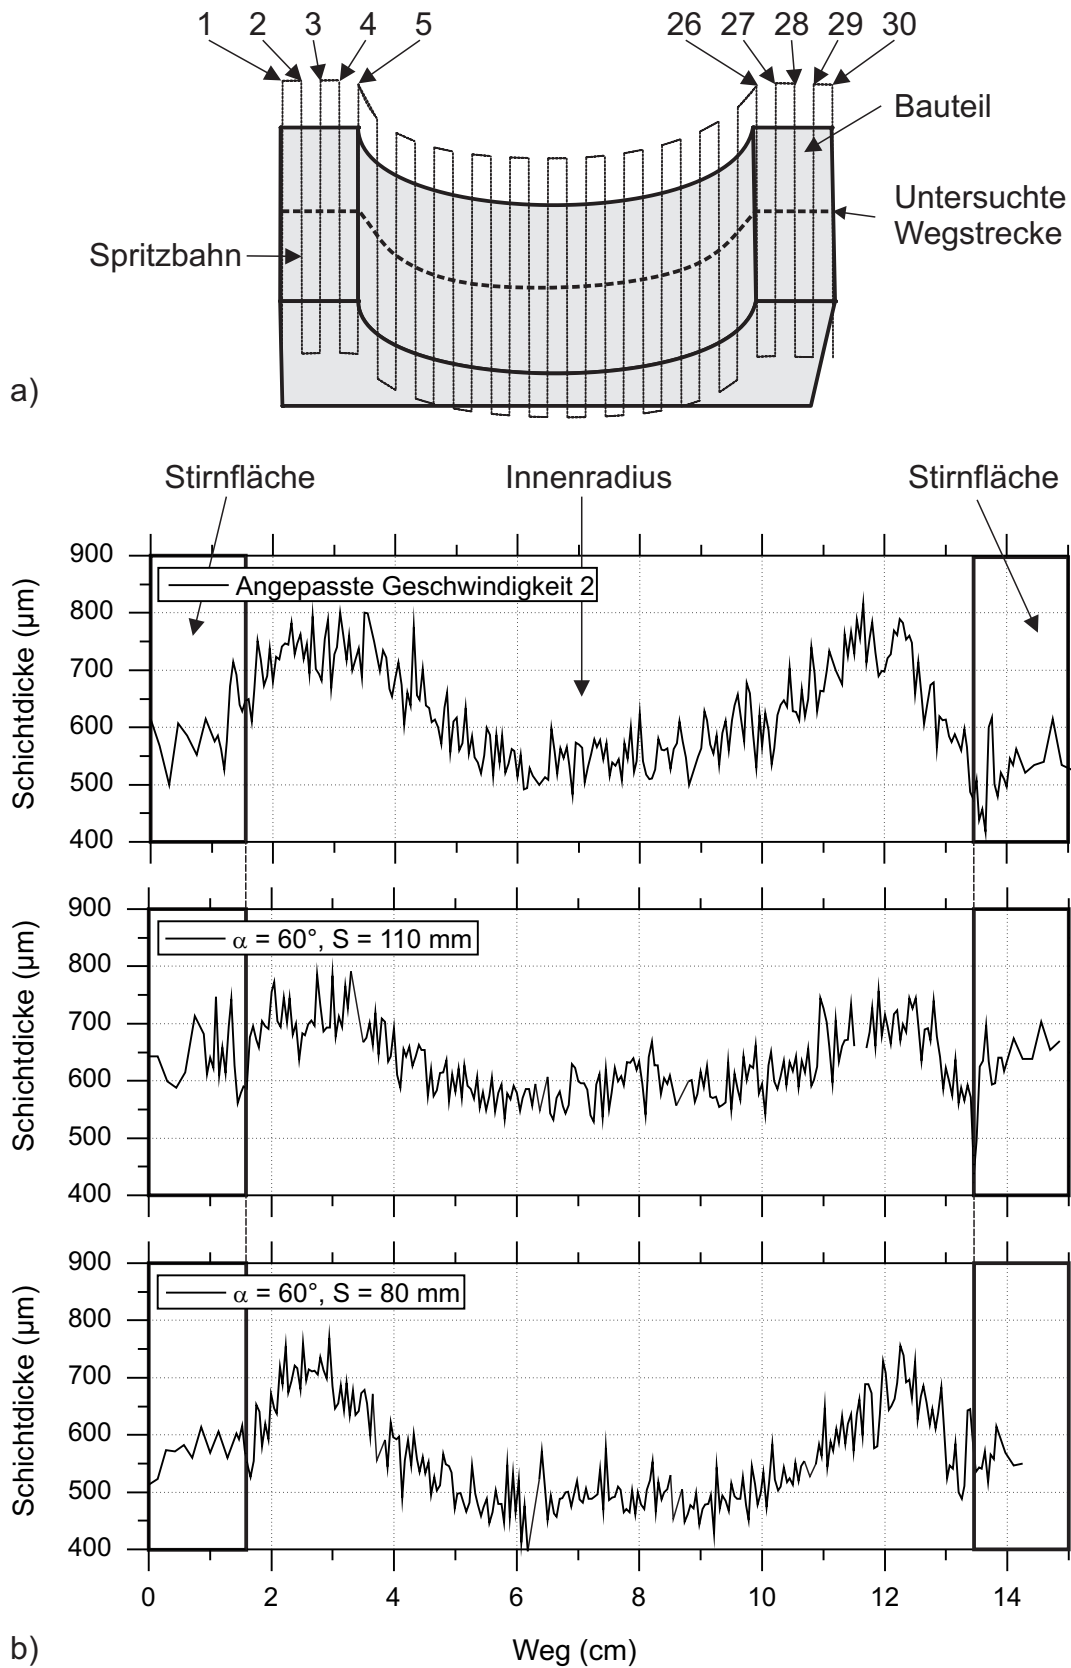 1 2 3 4 5 26 27 28 29 30
Bauteil
Untersuchte
Wegstrecke
Spritzbahn
a)
Stirnfläche Innenradius Stirnfläche
Schichtdicke (µm)
900
800
700
600
500
400
Angepasste Geschwindigkeit 2
Schichtdicke (µm)
900
800
700
600
500
400
α = 60°, S = 110 mm
Schichtdicke (µm)
900
800
700
600
500
400
α = 60°, S = 80 mm
0 2 4 6 8 10 12 14
Weg (cm)
b)